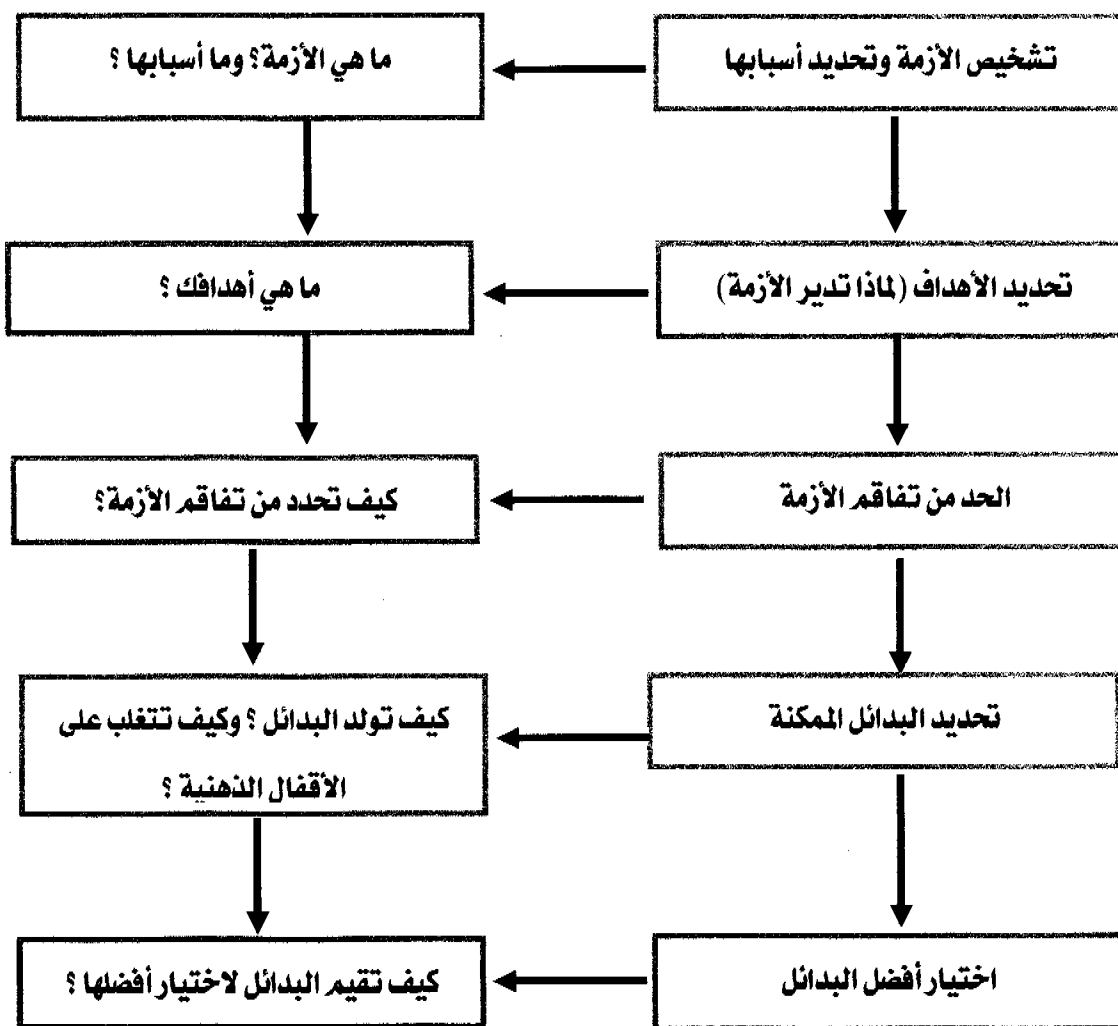 تشخيص الأزمة وتحديد أسبابها
ما هي الأزمة؟ وما أسبابها ؟
تحديد الأهداف (لماذا تدير الأزمة)
ما هي أهدافك ؟
الحد من تفاقم الأزمة
كيف تحدد من تفاقم الأزمة؟
تحديد البدائل الممكنة
كيف تولد البدائل ؟ وكيف تتغلب على
الأقفال الذهنية ؟
اختيار أفضل البدائل
كيف تقيم البدائل لاختيار أفضلها ؟